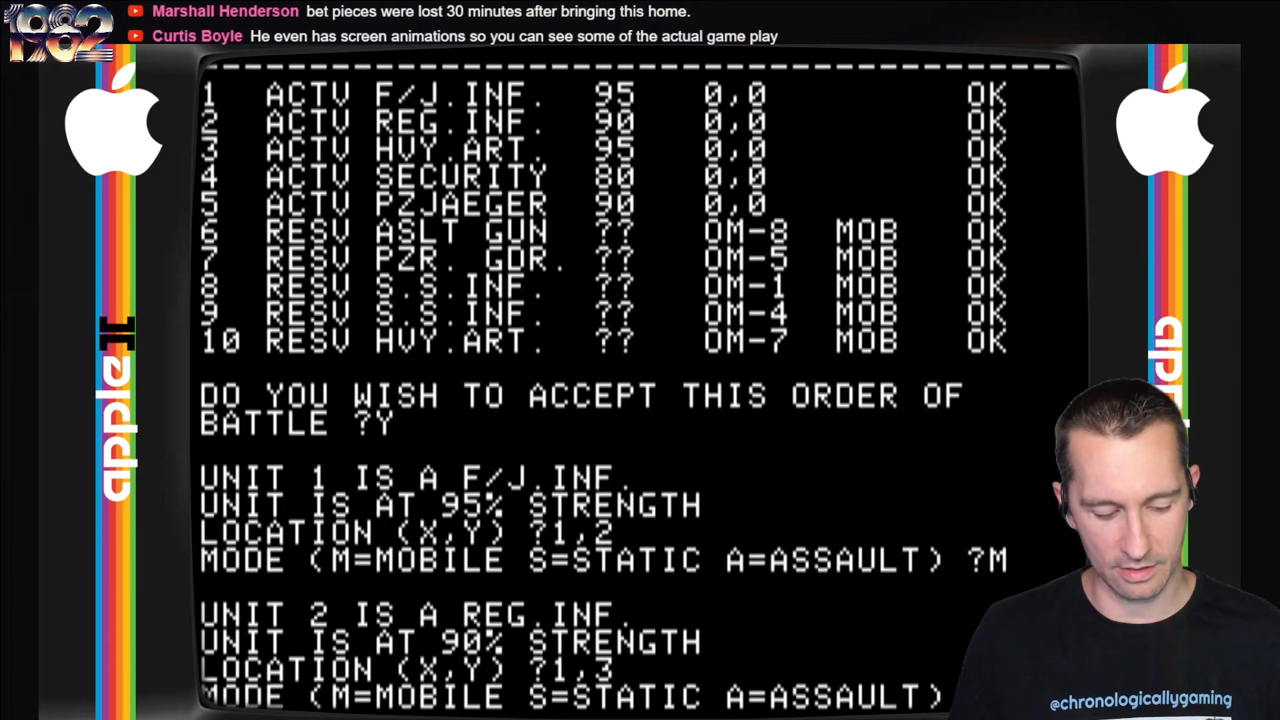 1982
Marshall Henderson bet pieces were lost 30 minutes after bringing this home.
Curtis Boyle He even has screen animations so you can see some of the actual game play
1 ACTV F/J.INF. 95 0,0 OK
2 ACTV REG.INF. 90 0,0 OK
3 ACTV HVY.ART. 95 0,0 OK
4 ACTV SECURITY 80 0,0 OK
5 ACTV PZJAEGER 90 0,0 OK
6 RESV ASLT GUN ?? OM-8 MOB OK
7 RESV PZR. GDR. ?? OM-5 MOB OK
8 RESV S.S.INF. ?? OM-1 MOB OK
9 RESV S.S.INF. ?? OM-4 MOB OK
10 RESV HVY.ART. ?? OM-7 MOB OK
DO YOU WISH TO ACCEPT THIS ORDER OF
BATTLE ?Y
UNIT 1 IS A F/J.INF.
UNIT IS AT 95% STRENGTH
LOCATION (X,Y) ?1,2
MODE (M=MOBILE S=STATIC A=ASSAULT) ?M
UNIT 2 IS A REG.INF.
UNIT IS AT 90% STRENGTH
LOCATION (X,Y) ?1,3
MODE (M=MOBILE S=STATIC A=ASSAULT)
apple ][
@chronologicallygaming